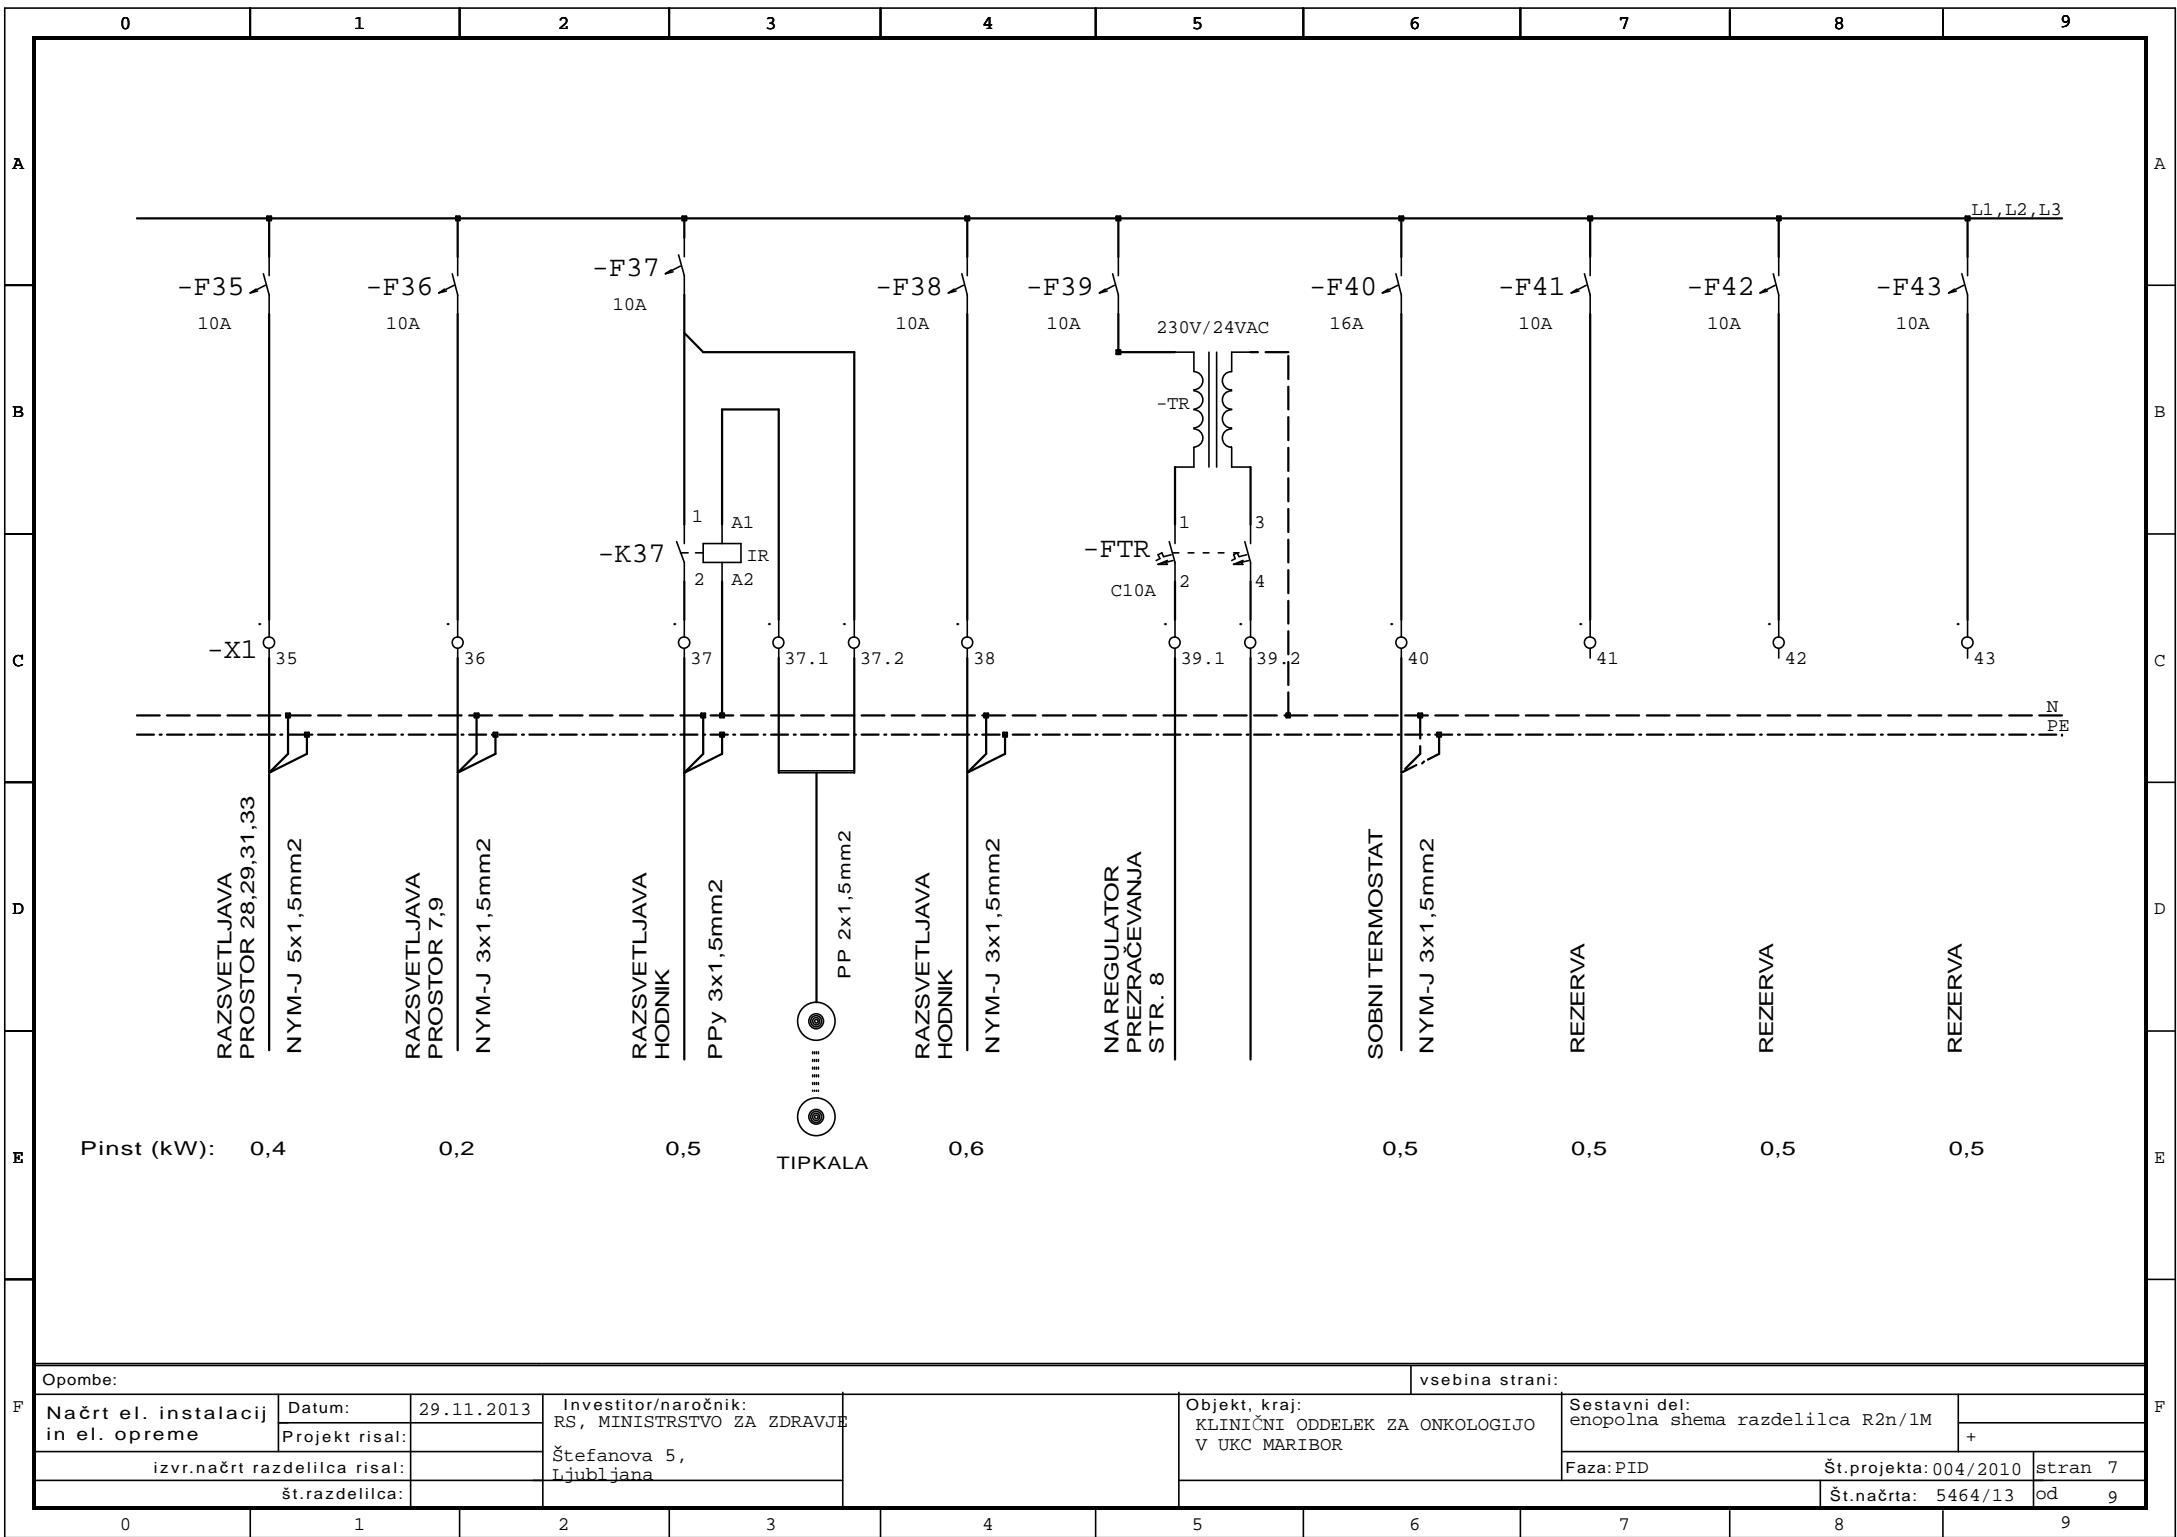 0 1 2 3 4 5 6 7 8 9
A A
L1,L2,L3
-F35 -F36 -F37 -F38 -F39 -F40 -F41 -F42 -F43
10A 10A 10A 10A 10A 16A 10A 10A 10A
230V/24VAC
B B
-TR
1 A1 1 3
-K37 IR -FTR
2 A2 2 4
C10A
-X1
C C
35 36 37 37.1 37.2 38 39.1 39.2 40 41 42 43
N
PE
RAZSVETLJAVA
PROSTOR 28,29,31,33
NYM-J 5x1,5mm2
RAZSVETLJAVA
PROSTOR 7,9
NYM-J 3x1,5mm2
RAZSVETLJAVA
HODNIK
PPy 3x1,5mm2
PP 2x1,5mm2
RAZSVETLJAVA
HODNIK
NYM-J 3x1,5mm2
NA REGULATOR
PREZRAČEVANJA
STR. 8
SOBNI TERMOSTAT
NYM-J 3x1,5mm2
REZERVA
REZERVA
REZERVA
D D
Pinst (kW): 0,4 0,2 0,5 0,6 0,5 0,5 0,5 0,5
TIPKALA
E E
Opombe:
vsebina strani:
F F
Načrt el. instalacij
in el. opreme
Datum: 29.11.2013
Projekt risal:
izvr.načrt razdelilca risal:
št.razdelilca:
Investitor/naročnik:
RS, MINISTRSTVO ZA ZDRAVJE
Štefanova 5,
Ljubljana
Objekt, kraj:
KLINIČNI ODDELEK ZA ONKOLOGIJO
V UKC MARIBOR
Sestavni del:
enopolna shema razdelilca R2n/1M
+
Faza: PID
Št.projekta: 004/2010
stran 7
Št.načrta: 5464/13
od 9
0 1 2 3 4 5 6 7 8 9